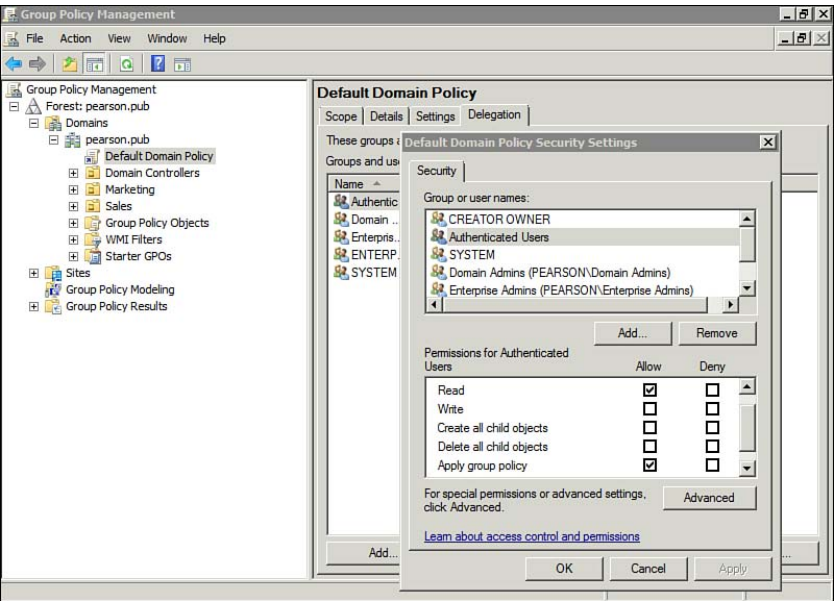 Group Policy Management
File Action View Window Help
Group Policy Management
Forest: pearson.pub
Domains
pearson.pub
Default Domain Policy
Domain Controllers
Marketing
Sales
Group Policy Objects
WMI Filters
Starter GPOs
Sites
Group Policy Modeling
Group Policy Results
Default Domain Policy
Scope Details Settings Delegation
These groups
Groups and us
Name
Authentic
Domain ..
Enterpris..
ENTERP.
SYSTEM
Add...
...
Default Domain Policy Security Settings
Security
Group or user names:
CREATOR OWNER
Authenticated Users
SYSTEM
Domain Admins (PEARSON\Domain Admins)
Enterprise Admins (PEARSON\Enterprise Admins)
Add... Remove
Permissions for Authenticated
Users Allow Deny
Read
Write
Create all child objects
Delete all child objects
Apply group policy
For special permissions or advanced settings,
click Advanced.
Advanced
Learn about access control and permissions
OK Cancel Apply